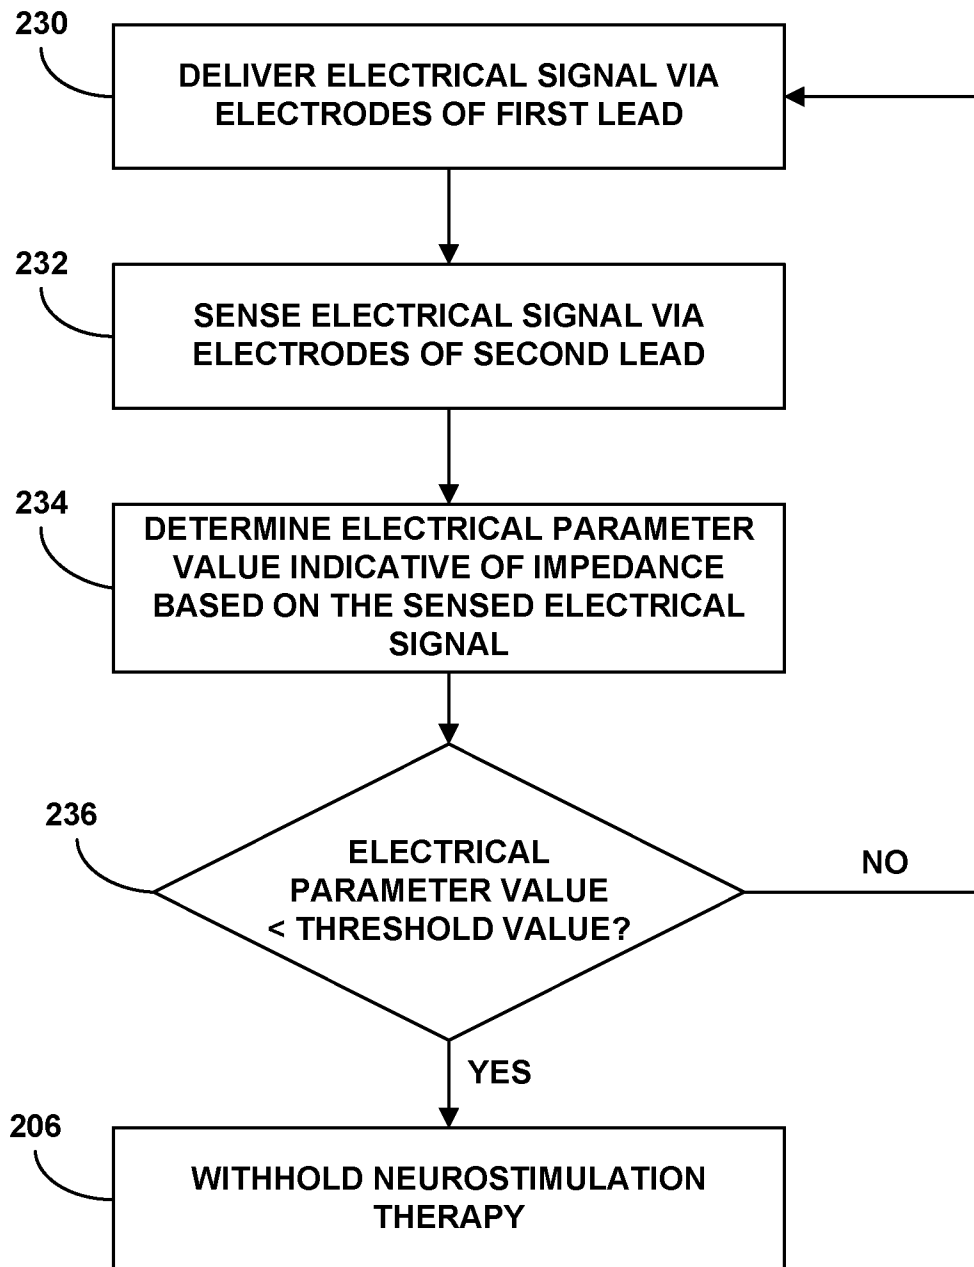 230
DELIVER ELECTRICAL SIGNAL VIA
ELECTRODES OF FIRST LEAD
232
SENSE ELECTRICAL SIGNAL VIA
ELECTRODES OF SECOND LEAD
234
DETERMINE ELECTRICAL PARAMETER
VALUE INDICATIVE OF IMPEDANCE
BASED ON THE SENSED ELECTRICAL
SIGNAL
236
ELECTRICAL
PARAMETER VALUE
< THRESHOLD VALUE?
NO
YES
206
WITHHOLD NEUROSTIMULATION
THERAPY